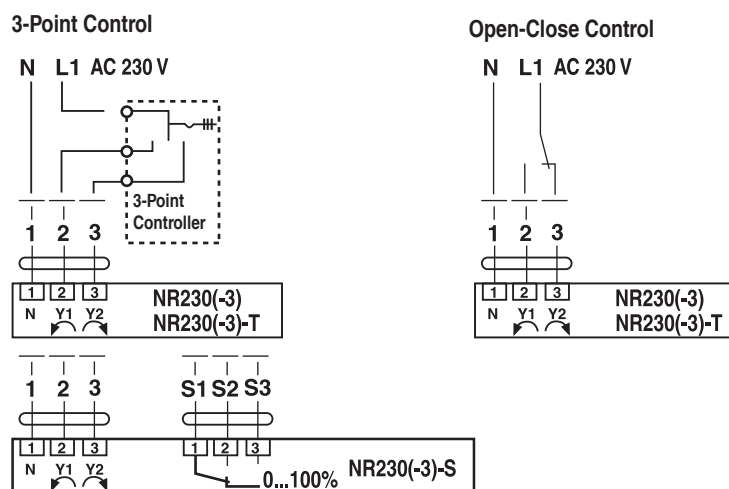 3-Point Control
N L1 AC 230 V
3-Point
Controller
1 2 3
1 2 3
N Y1 Y2
NR230(-3)
NR230(-3)-T
1 2 3
S1 S2 S3
1 2 3
N Y1 Y2
1 2 3
0...100%
NR230(-3)-S
Open-Close Control
N L1 AC 230 V
1 2 3
1 2 3
N Y1 Y2
NR230(-3)
NR230(-3)-T